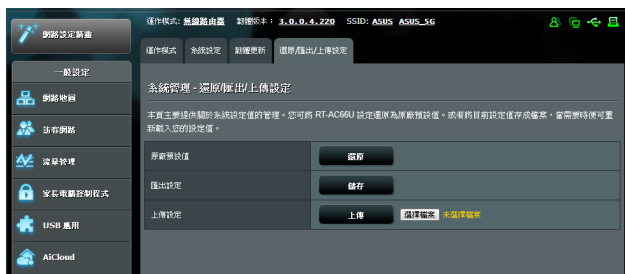 網路設定精靈
運作模式: 無線路由器 韌體版本: 3.0.0.4.220 SSID: ASUS ASUS_5G
運作模式 系統設定 韌體更新 還原/匯出/上傳設定
一般設定
網路地圖
訪客網路
流量管理
家長電腦控制程式
USB 應用
AiCloud
系統管理 - 還原/匯出/上傳設定
本頁主要提供關於系統設定值的管理。您可將 RT-AC66U 設定還原為原廠預設值。或者將目前設定值存成檔案，當需要時便可重
新載入您的設定值。
原廠預設值 還原
匯出設定 儲存
上傳設定 上傳 選擇檔案 未選擇檔案